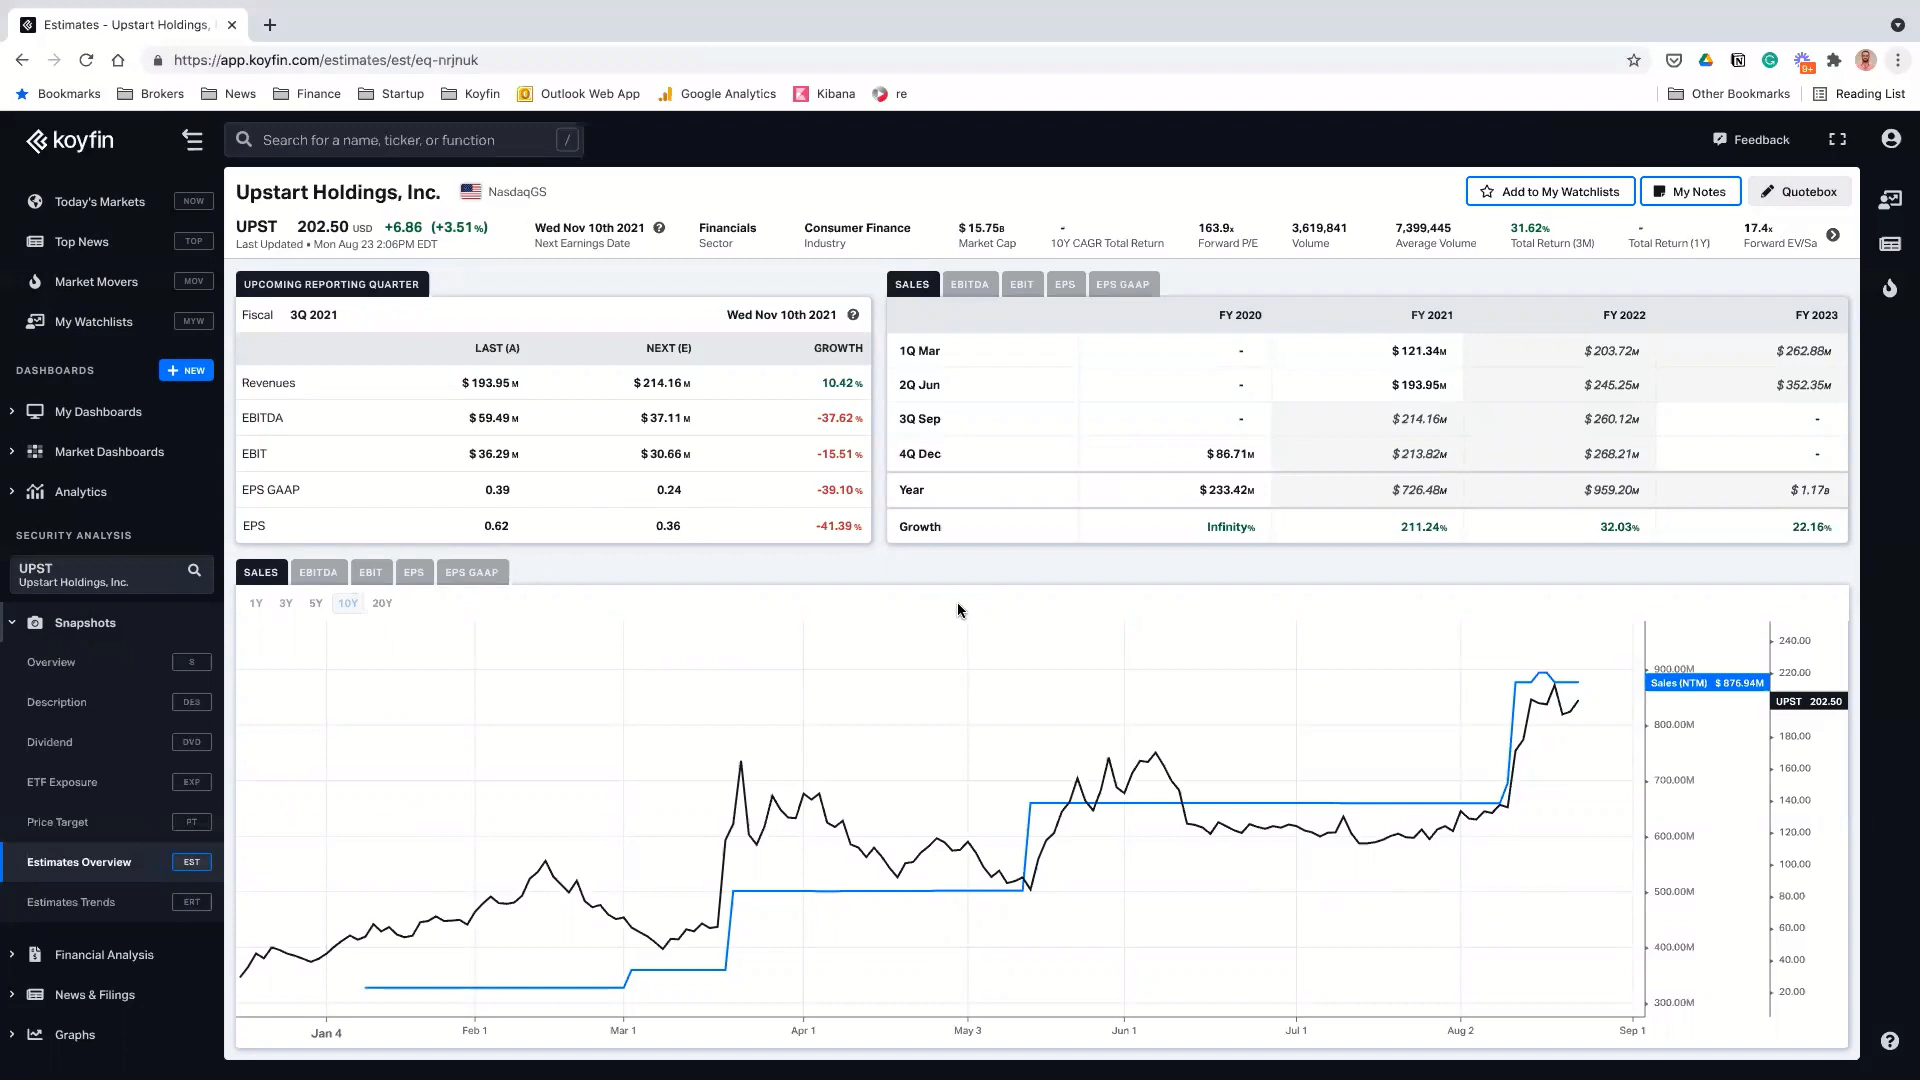 Estimates - Upstart Holdings,
https://app.koyfin.com/estimates/est/eq-nrjnuk
9+
Bookmarks Brokers News Finance Startup Koyfin Outlook Web App Google Analytics Kibana re Other Bookmarks Reading List
koyfin
Search for a name, ticker, or function /
Feedback
Today's Markets NOW
Top News TOP
Market Movers MOV
My Watchlists MYW
DASHBOARDS + NEW
My Dashboards
Market Dashboards
Analytics
SECURITY ANALYSIS
UPST
Upstart Holdings, Inc.
Snapshots
Overview S
Description DES
Dividend DVD
ETF Exposure EXP
Price Target PT
Estimates Overview EST
Estimates Trends ERT
Financial Analysis
News & Filings
Graphs
Upstart Holdings, Inc. NasdaqGS
Add to My Watchlists My Notes Quotebox
UPST 202.50 USD +6.86 (+3.51%) Wed Nov 10th 2021 Financials Consumer Finance $ 15.75B - 163.9x 3,619,841 7,399,445 31.62% - 17.4x
Last Updated • Mon Aug 23 2:06PM EDT Next Earnings Date Sector Industry Market Cap 10Y CAGR Total Return Forward P/E Volume Average Volume Total Return (3M) Total Return (1Y) Forward EV/Sa
UPCOMING REPORTING QUARTER
Fiscal 3Q 2021 Wed Nov 10th 2021
LAST (A) NEXT (E) GROWTH
Revenues $ 193.95 M $ 214.16 M 10.42 %
EBITDA $ 59.49 M $ 37.11 M -37.62 %
EBIT $ 36.29 M $ 30.66 M -15.51 %
EPS GAAP 0.39 0.24 -39.10 %
EPS 0.62 0.36 -41.39 %
SALES EBITDA EBIT EPS EPS GAAP
FY 2020 FY 2021 FY 2022 FY 2023
1Q Mar - $ 121.34M $ 203.72M $ 262.88M
2Q Jun - $ 193.95M $ 245.25M $ 352.35M
3Q Sep - $ 214.16M $ 260.12M -
4Q Dec $ 86.71M $ 213.82M $ 268.21M -
Year $ 233.42M $ 726.48M $ 959.20M $ 1.17B
Growth Infinity% 211.24% 32.03% 22.16%
SALES EBITDA EBIT EPS EPS GAAP
1Y 3Y 5Y 10Y 20Y
900.00M
Sales (NTM) $ 876.94M
800.00M
700.00M
600.00M
500.00M
400.00M
300.00M
240.00
220.00
UPST 202.50
180.00
160.00
140.00
120.00
100.00
80.00
60.00
40.00
20.00
Jan 4 Feb 1 Mar 1 Apr 1 May 3 Jun 1 Jul 1 Aug 2 Sep 1